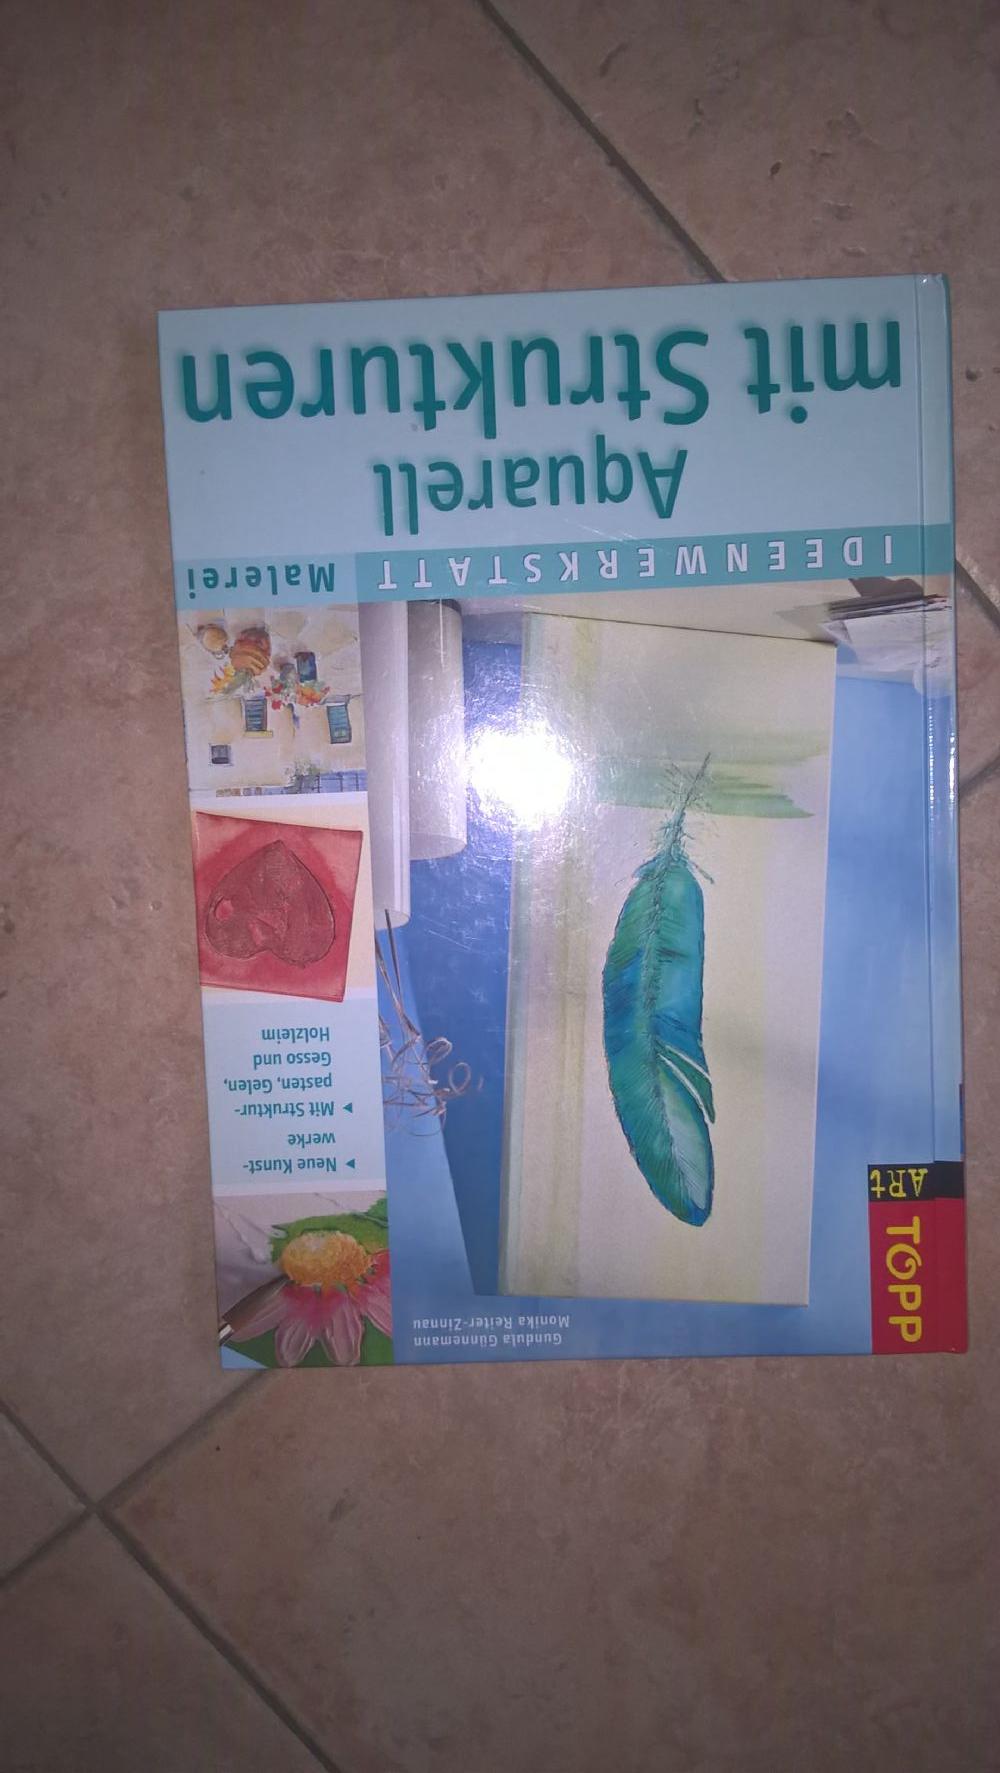 Aquarell
mit Strukturen
IDEENWERKSTATT
Malerei
▸ Neue Kunst-
werke
▸ Mit Struktur-
pasten, Gelen,
Gesso und
Holzleim
Gundula Günnemann
Monika Reiter-Zinnau
TOPP
ART